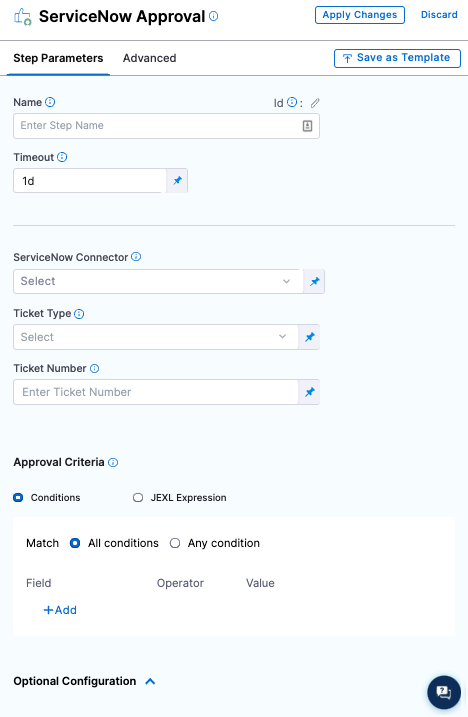 ServiceNow Approval
Apply Changes
Discard
Step Parameters
Advanced
Save as Template
Name
Id :
Enter Step Name
Timeout
1d
ServiceNow Connector
Select
Ticket Type
Select
Ticket Number
Enter Ticket Number
Approval Criteria
Conditions
JEXL Expression
Match All conditions Any condition
Field Operator Value
+Add
Optional Configuration